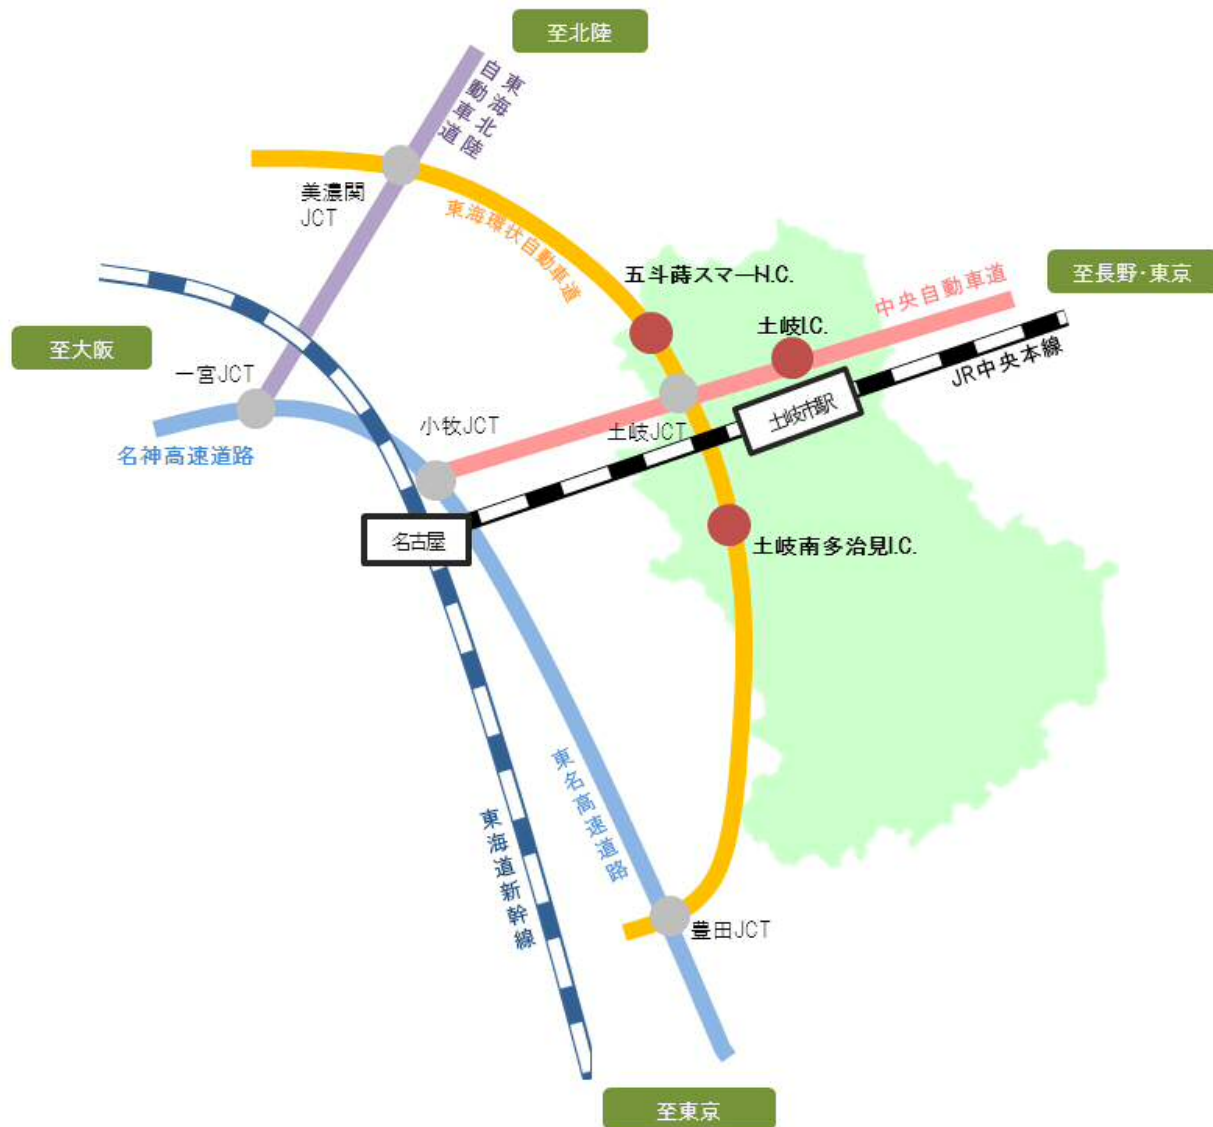 至北陸
東海北陸
自動車道
美濃関
JCT
東海環状自動車道
五斗蒔スマートI.C.
至長野・東京
中央自動車道
土岐I.C.
至大阪
JR中央本線
一宮JCT
土岐市駅
小牧JCT
土岐JCT
名神高速道路
名古屋
土岐南多治見I.C.
東名高速道路
東海道新幹線
豊田JCT
至東京